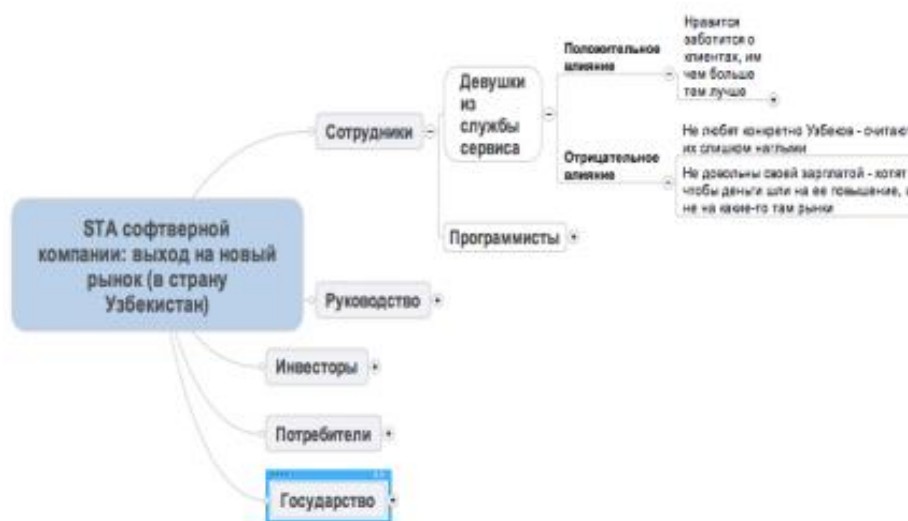 STA софтверной
компании: выход на новый
рынок (в страну
Узбекистан)
Сотрудники
Девушки
из
службы
сервиса
Положительное
влияние
Нравится
заботится о
клиентах, им
чем больше
тем лучше
Отрицательное
влияние
Не любят конкретно Узбеков - считают
их слишком наглыми
Не довольны своей зарплатой - хотят
чтобы деньги шли на ее повышение, а
не на какие-то там рынки
Программисты
Руководство
Инвесторы
Потребители
Государство